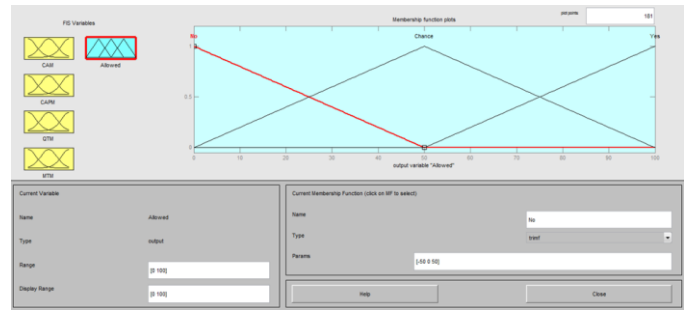 FIS Variables
CAM
Allowed
CAPM
GTM
MTM
Membership function plots
plot points:
181
No
Chance
Yes
1
0.5
0
0 10 20 30 40 50 60 70 80 90 100
output variable "Allowed"
Current Variable
Name Allowed
Type output
Range [0 100]
Display Range [0 100]
Current Membership Function (click on MF to select)
Name No
Type trimf
Params [-50 0 50]
Help Close